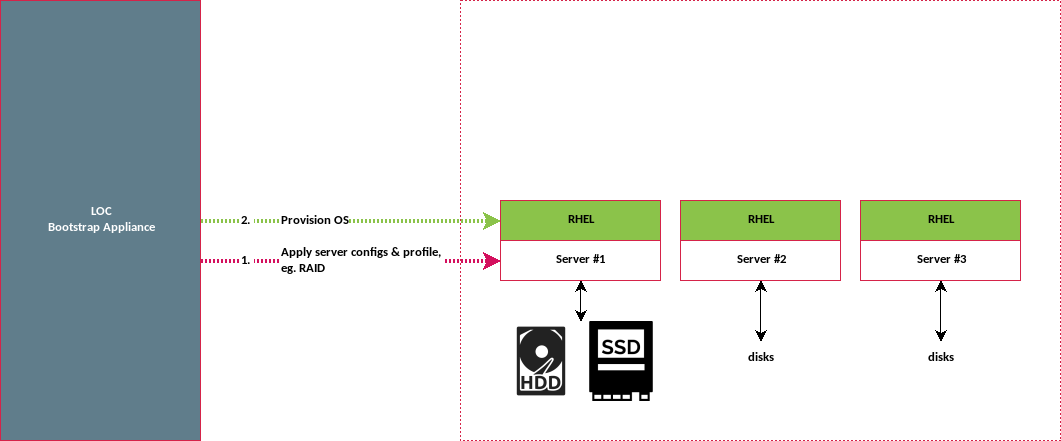 LOC
Bootstrap Appliance
2. Provision OS
1. Apply server configs & profile,
eg. RAID
RHEL
RHEL
RHEL
Server #1
Server #2
Server #3
HDD
SSD
disks
disks